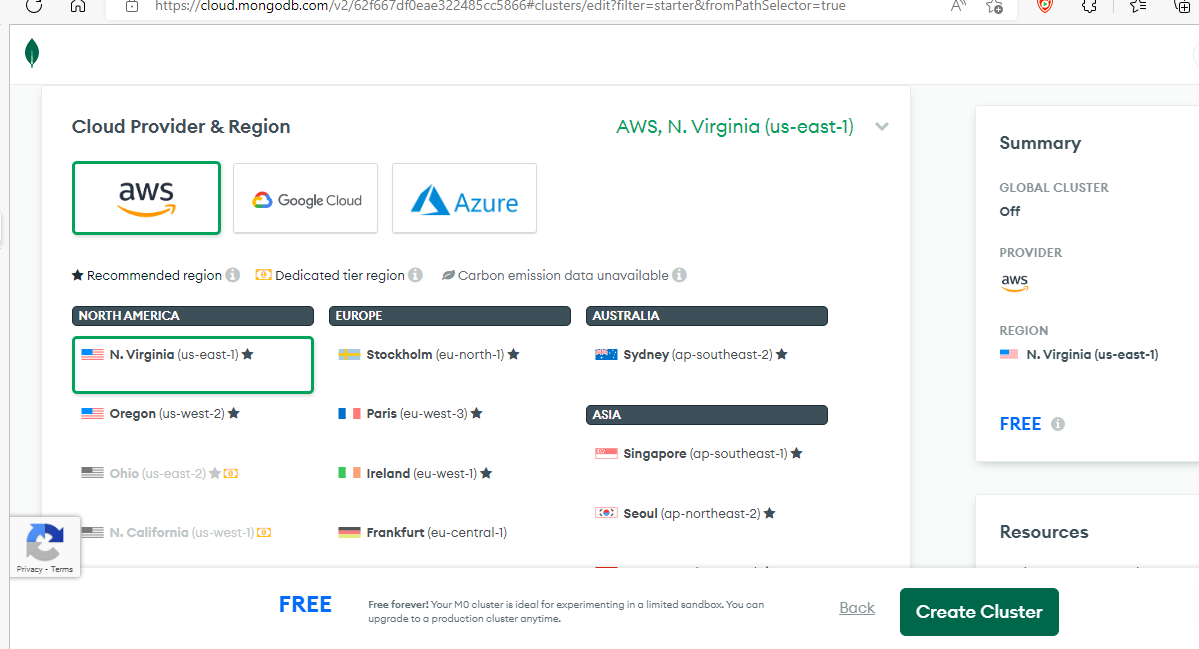 https://cloud.mongodb.com/v2/62f667df0eae322485cc5866#clusters/edit?filter=starter&fromPathSelector=true
Cloud Provider & Region
AWS, N. Virginia (us-east-1)
aws
Google Cloud
Azure
Recommended region
Dedicated tier region
Carbon emission data unavailable
NORTH AMERICA
N. Virginia (us-east-1)
Oregon (us-west-2)
Ohio (us-east-2)
N. California (us-west-1)
EUROPE
Stockholm (eu-north-1)
Paris (eu-west-3)
Ireland (eu-west-1)
Frankfurt (eu-central-1)
AUSTRALIA
Sydney (ap-southeast-2)
ASIA
Singapore (ap-southeast-1)
Seoul (ap-northeast-2)
Summary
GLOBAL CLUSTER
Off
PROVIDER
aws
REGION
N. Virginia (us-east-1)
FREE
Resources
Privacy - Terms
FREE
Free forever! Your M0 cluster is ideal for experimenting in a limited sandbox. You can
upgrade to a production cluster anytime.
Back
Create Cluster